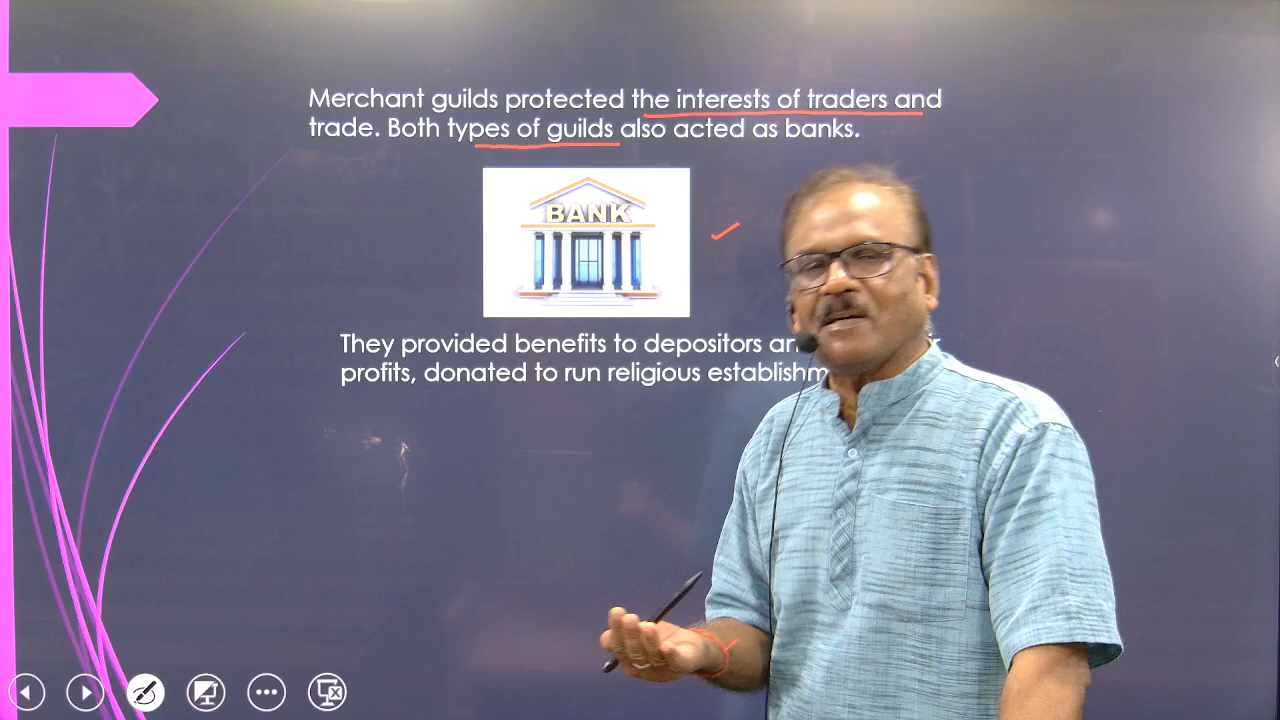 Merchant guilds protected the interests of traders and
trade. Both types of guilds also acted as banks.
BANK
They provided benefits to depositors
profits, donated to run religious